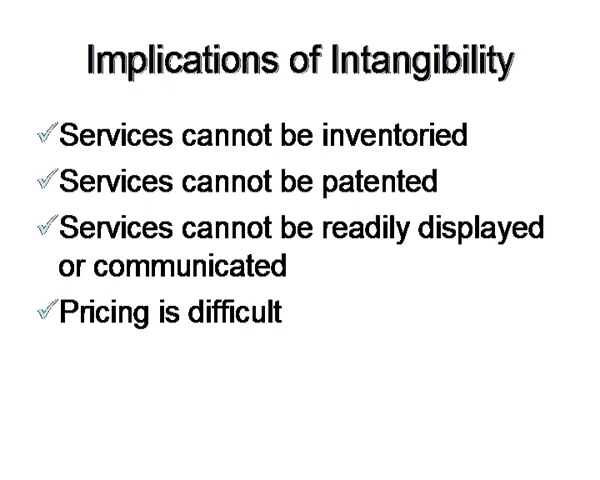 Implications of Intangibility
Services cannot be inventoried
Services cannot be patented
Services cannot be readily displayed
or communicated
Pricing is difficult